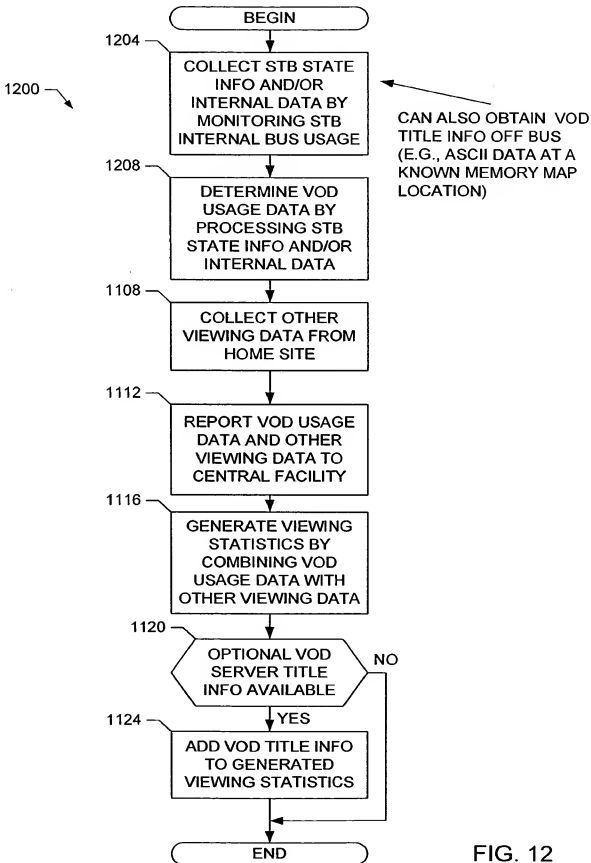 BEGIN
1204
COLLECT STB STATE
INFO AND/OR
INTERNAL DATA BY
MONITORING STB
INTERNAL BUS USAGE
1200
CAN ALSO OBTAIN VOD
TITLE INFO OFF BUS
(E.G., ASCII DATA AT A
KNOWN MEMORY MAP
LOCATION)
1208
DETERMINE VOD
USAGE DATA BY
PROCESSING STB
STATE INFO AND/OR
INTERNAL DATA
1108
COLLECT OTHER
VIEWING DATA FROM
HOME SITE
1112
REPORT VOD USAGE
DATA AND OTHER
VIEWING DATA TO
CENTRAL FACILITY
1116
GENERATE VIEWING
STATISTICS BY
COMBINING VOD
USAGE DATA WITH
OTHER VIEWING DATA
1120
OPTIONAL VOD
SERVER TITLE
INFO AVAILABLE
NO
YES
1124
ADD VOD TITLE INFO
TO GENERATED
VIEWING STATISTICS
END
FIG. 12